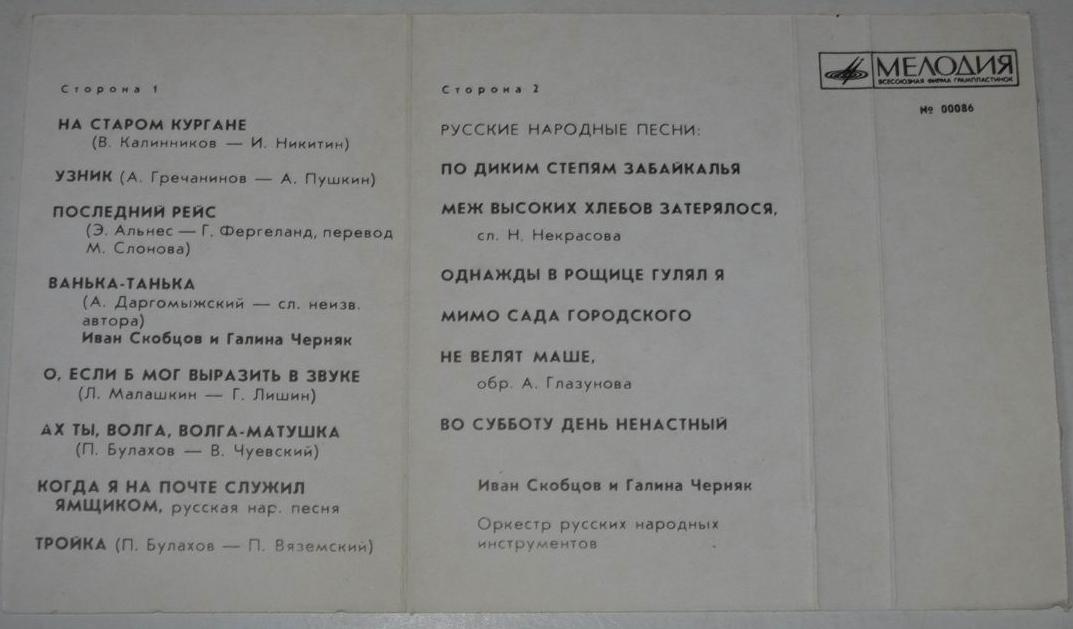 Сторона 1
НА СТАРОМ КУРГАНЕ
(В. Калинников — И. Никитин)
УЗНИК (А. Гречанинов — А. Пушкин)
ПОСЛЕДНИЙ РЕЙС
(Э. Альнес — Г. Фергеланд, перевод
М. Слонова)
ВАНЬКА-ТАНЬКА
(А. Даргомыжский — сл. неизв.
автора)
Иван Скобцов и Галина Черняк
О, ЕСЛИ Б МОГ ВЫРАЗИТЬ В ЗВУКЕ
(Л. Малашкин — Г. Лишин)
АХ ТЫ, ВОЛГА, ВОЛГА-МАТУШКА
(П. Булахов — В. Чуевский)
КОГДА Я НА ПОЧТЕ СЛУЖИЛ
ЯМЩИКОМ, русская нар. песня
ТРОЙКА (П. Булахов — П. Вяземский)
Сторона 2
РУССКИЕ НАРОДНЫЕ ПЕСНИ:
ПО ДИКИМ СТЕПЯМ ЗАБАЙКАЛЬЯ
МЕЖ ВЫСОКИХ ХЛЕБОВ ЗАТЕРЯЛОСЯ,
сл. Н. Некрасова
ОДНАЖДЫ В РОЩИЦЕ ГУЛЯЛ Я
МИМО САДА ГОРОДСКОГО
НЕ ВЕЛЯТ МАШЕ,
обр. А. Глазунова
ВО СУББОТУ ДЕНЬ НЕНАСТНЫЙ
Иван Скобцов и Галина Черняк
Оркестр русских народных
инструментов
МЕЛОДИЯ
ВСЕСОЮЗНАЯ ФИРМА ГРАМПЛАСТИНОК
№ 00086